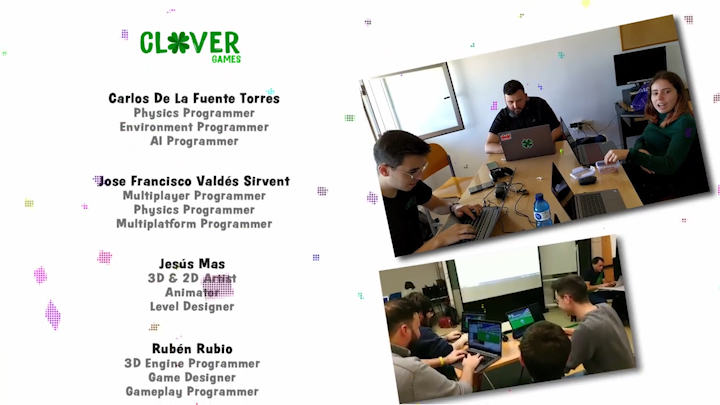 CLOVER
GAMES
Carlos De La Fuente Torres
Physics Programmer
Environment Programmer
AI Programmer
Jose Francisco Valdés Sirvent
Multiplayer Programmer
Physics Programmer
Multiplatform Programmer
Jesús Mas
3D & 2D Artist
Animator
Level Designer
Rubén Rubio
3D Engine Programmer
Game Designer
Gameplay Programmer